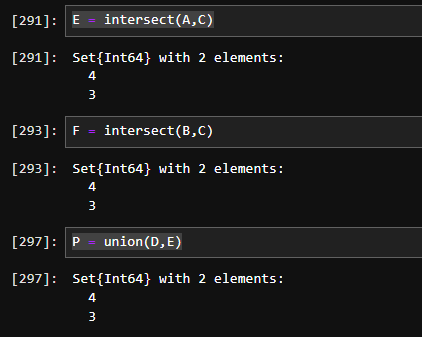 [291]: E = intersect(A,C)
[291]: Set{Int64} with 2 elements:
4
3
[293]: F = intersect(B,C)
[293]: Set{Int64} with 2 elements:
4
3
[297]: P = union(D,E)
[297]: Set{Int64} with 2 elements:
4
3